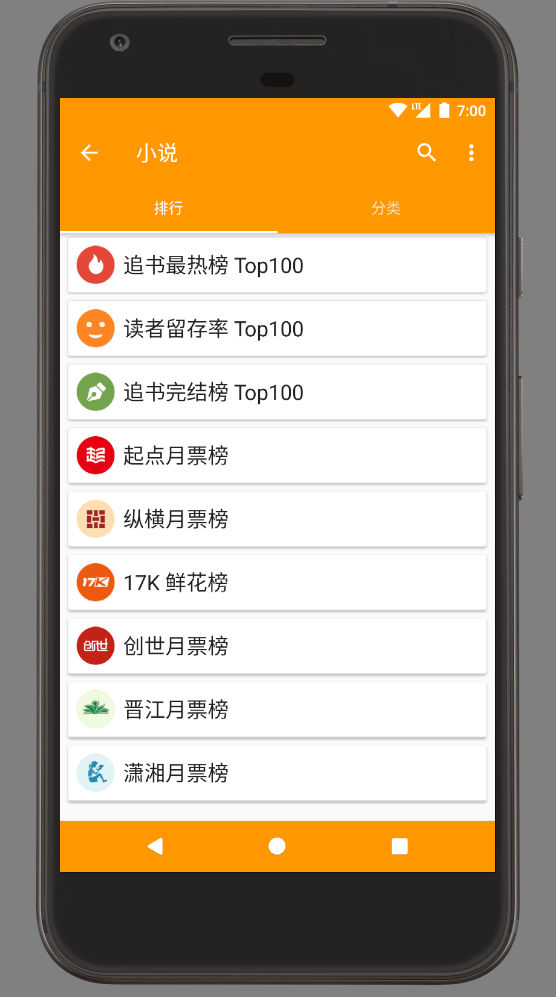 LTE 7:00
小说
排行 分类
追书最热榜 Top100
读者留存率 Top100
追书完结榜 Top100
起 起点月票榜
纵横月票榜
17K 17K 鲜花榜
创世 创世月票榜
晋江月票榜
潇湘月票榜